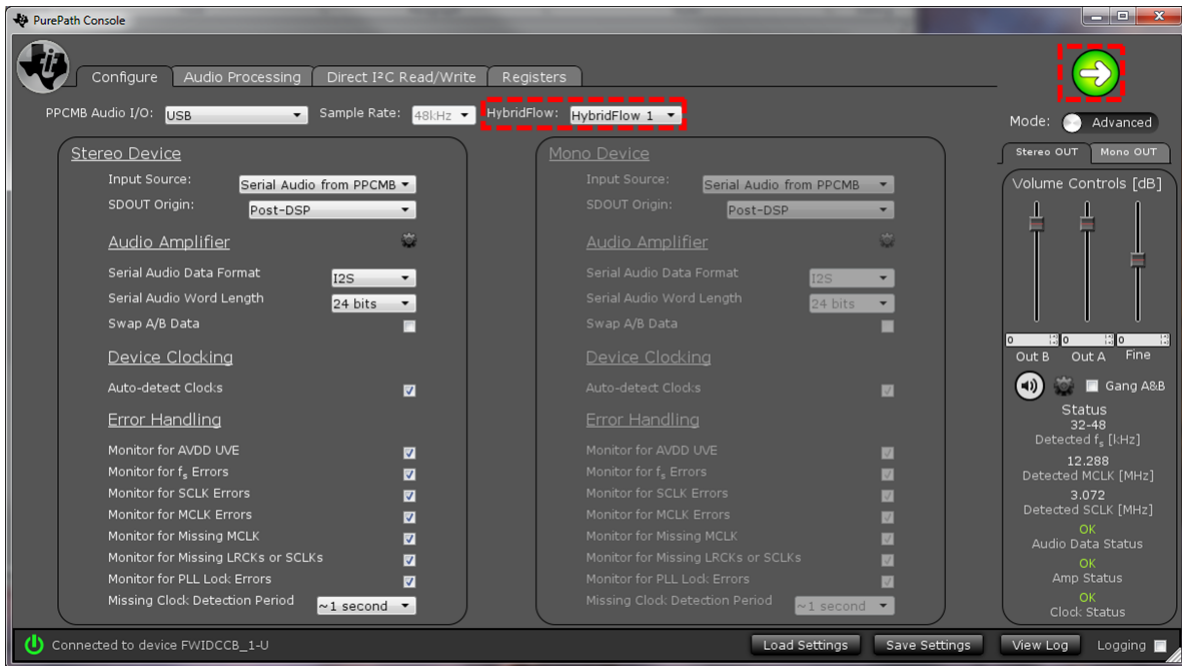 PurePath Console
Configure
Audio Processing
Direct I²C Read/Write
Registers
PPCMB Audio I/O: USB
Sample Rate: 48kHz
HybridFlow: HybridFlow 1
Mode: Advanced
Stereo Device
Input Source: Serial Audio from PPCMB
SDOUT Origin: Post-DSP
Audio Amplifier
Serial Audio Data Format I2S
Serial Audio Word Length 24 bits
Swap A/B Data
Device Clocking
Auto-detect Clocks
Error Handling
Monitor for AVDD UVE
Monitor for fs Errors
Monitor for SCLK Errors
Monitor for MCLK Errors
Monitor for Missing MCLK
Monitor for Missing LRCKs or SCLKs
Monitor for PLL Lock Errors
Missing Clock Detection Period ~1 second
Mono Device
Input Source: Serial Audio from PPCMB
SDOUT Origin: Post-DSP
Audio Amplifier
Serial Audio Data Format I2S
Serial Audio Word Length 24 bits
Swap A/B Data
Device Clocking
Auto-detect Clocks
Error Handling
Monitor for AVDD UVE
Monitor for fs Errors
Monitor for SCLK Errors
Monitor for MCLK Errors
Monitor for Missing MCLK
Monitor for Missing LRCKs or SCLKs
Monitor for PLL Lock Errors
Missing Clock Detection Period ~1 second
Stereo OUT
Mono OUT
Volume Controls [dB]
0 0 0
Out B Out A Fine
Gang A&B
Status
32-48
Detected fs [kHz]
12.288
Detected MCLK [MHz]
3.072
Detected SCLK [MHz]
OK
Audio Data Status
OK
Amp Status
OK
Clock Status
Connected to device FWIDCCB_1-U
Load Settings
Save Settings
View Log
Logging